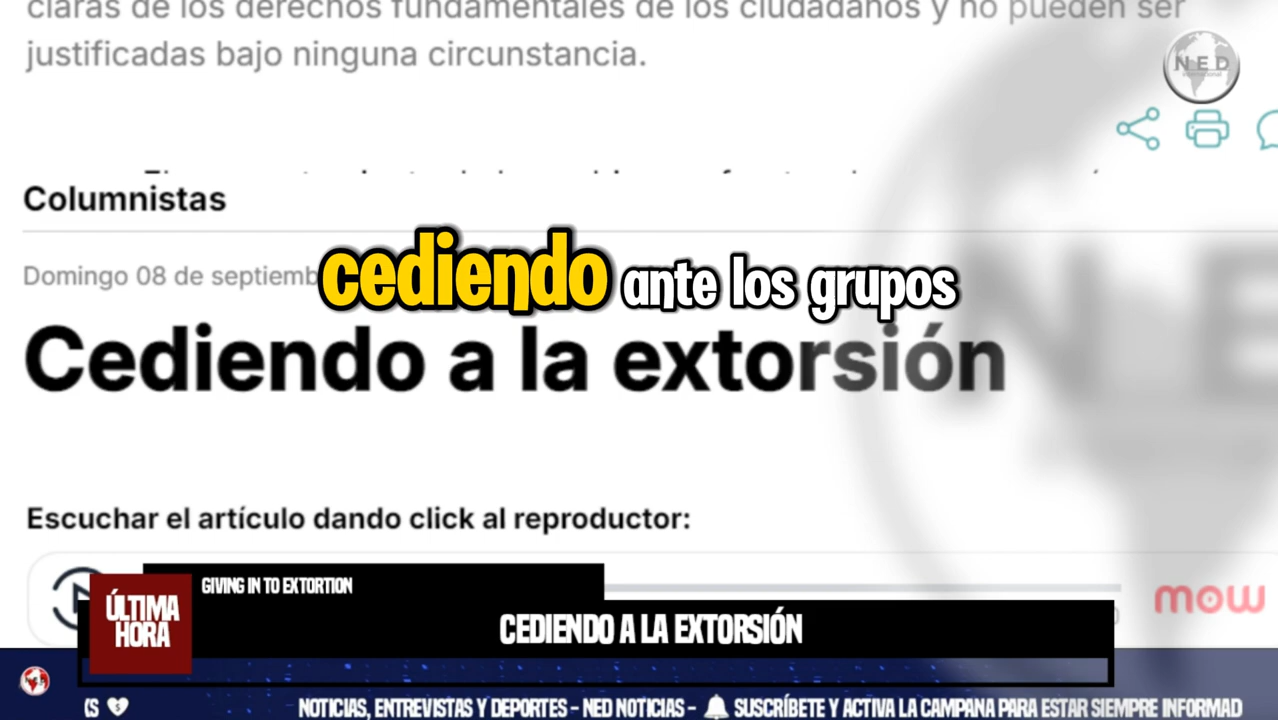 claras de los derechos fundamentales de los ciudadanos y no pueden ser
justificadas bajo ninguna circunstancia.
NED
Columnistas
Domingo 08 de septiemb
cediendo ante los grupos
Cediendo a la extorsión
Escuchar el artículo dando click al reproductor:
mow
GIVING IN TO EXTORTION
ÚLTIMA
HORA
CEDIENDO A LA EXTORSIÓN
NOTICIAS, ENTREVISTAS Y DEPORTES - NED NOTICIAS - 🔔 SUSCRÍBETE Y ACTIVA LA CAMPANA PARA ESTAR SIEMPRE INFORMAD